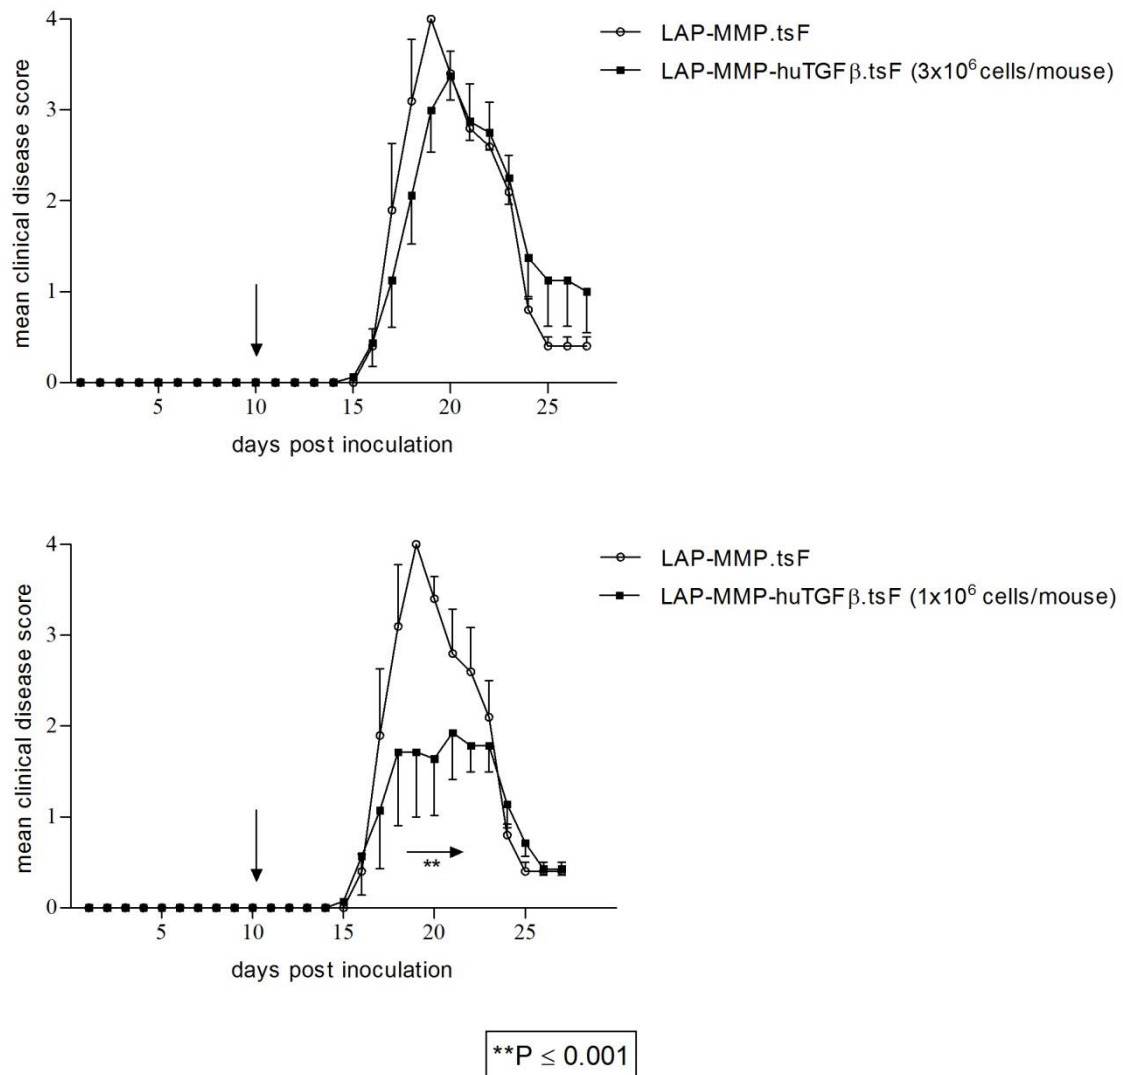 4
3
2
1
0
mean clinical disease score
5
10
15
20
25
days post inoculation
LAP-MMP.tsF
LAP-MMP-huTGFβ.tsF (3x10⁶ cells/mouse)
4
3
2
1
0
mean clinical disease score
**
5
10
15
20
25
days post inoculation
LAP-MMP.tsF
LAP-MMP-huTGFβ.tsF (1x10⁶ cells/mouse)
**P ≤ 0.001